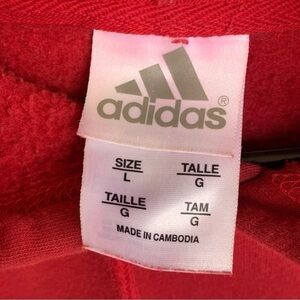 adidas®
SIZE TALLE
L G
TAILLE TAM
G G
MADE IN CAMBODIA